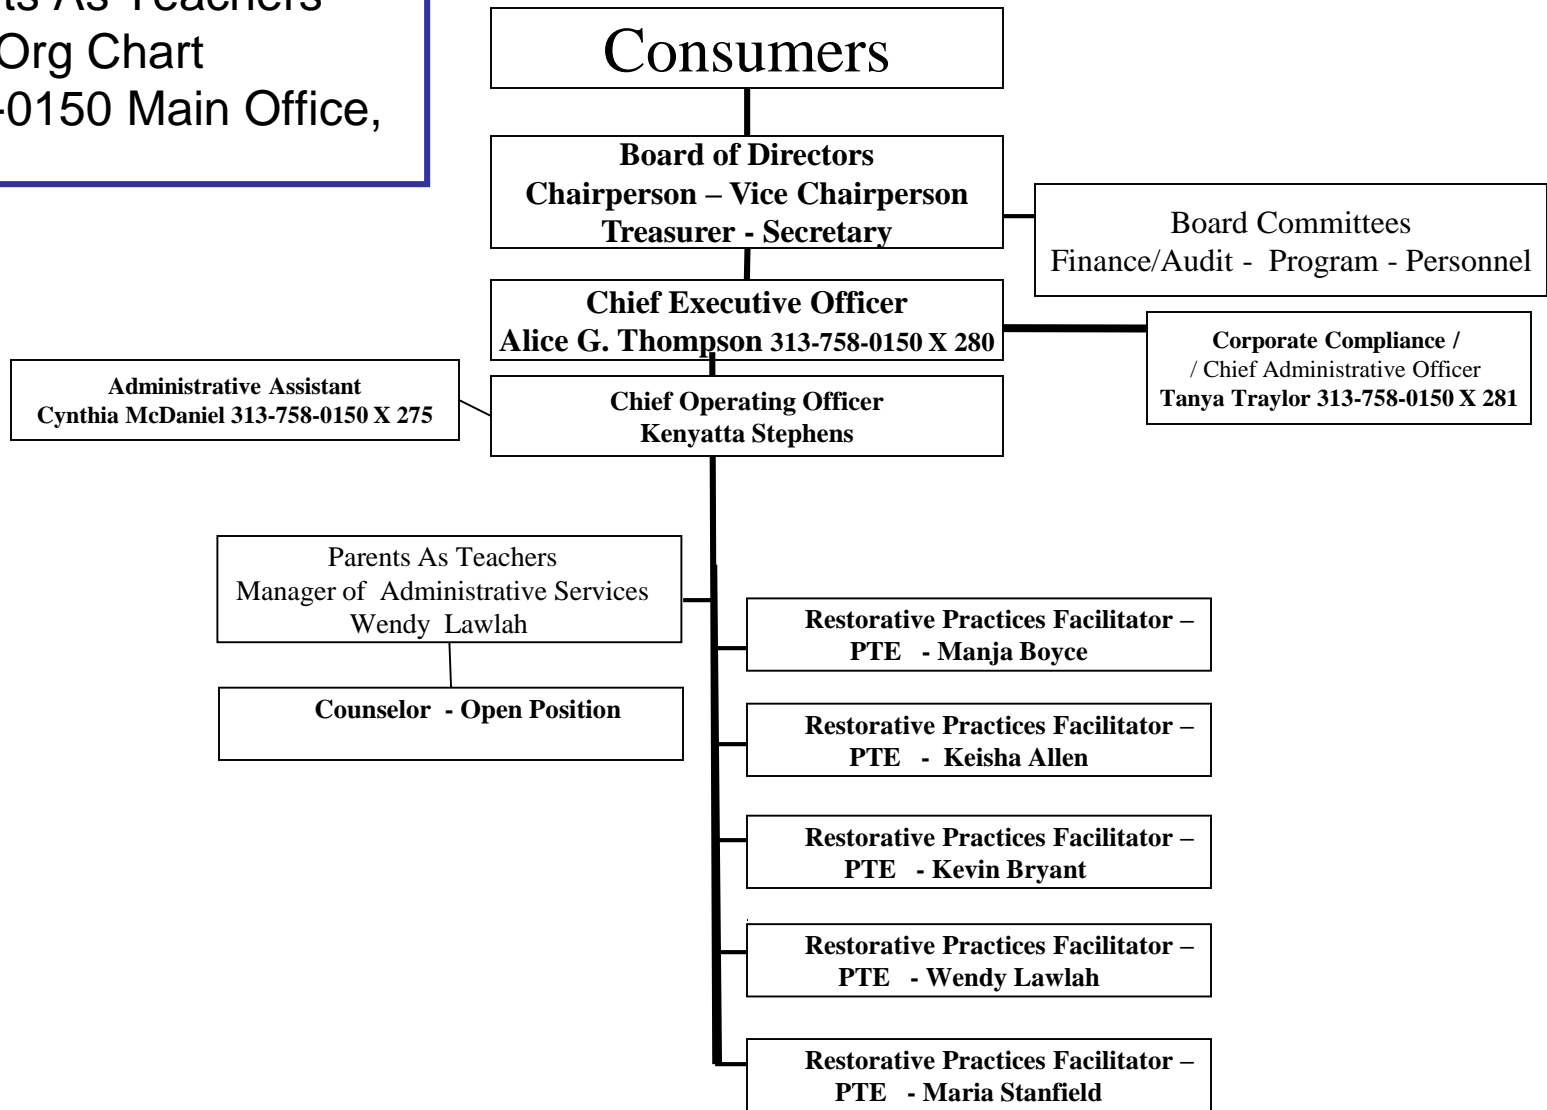 ts As Teachers
Org Chart
-0150 Main Office,
Consumers
Board of Directors
Chairperson – Vice Chairperson
Treasurer - Secretary
Board Committees
Finance/Audit - Program - Personnel
Chief Executive Officer
Alice G. Thompson 313-758-0150 X 280
Corporate Compliance /
/ Chief Administrative Officer
Tanya Traylor 313-758-0150 X 281
Administrative Assistant
Cynthia McDaniel 313-758-0150 X 275
Chief Operating Officer
Kenyatta Stephens
Parents As Teachers
Manager of Administrative Services
Wendy Lawlah
Counselor - Open Position
Restorative Practices Facilitator –
PTE - Manja Boyce
Restorative Practices Facilitator –
PTE - Keisha Allen
Restorative Practices Facilitator –
PTE - Kevin Bryant
Restorative Practices Facilitator –
PTE - Wendy Lawlah
Restorative Practices Facilitator –
PTE - Maria Stanfield